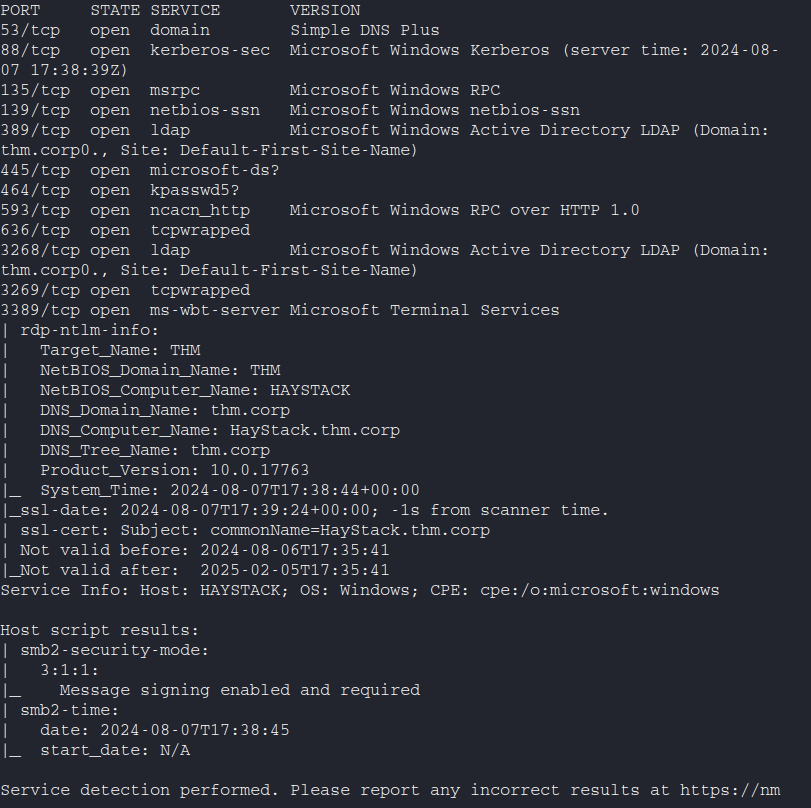 PORT     STATE SERVICE       VERSION
53/tcp   open  domain        Simple DNS Plus
88/tcp   open  kerberos-sec  Microsoft Windows Kerberos (server time: 2024-08-
07 17:38:39Z)
135/tcp  open  msrpc         Microsoft Windows RPC
139/tcp  open  netbios-ssn   Microsoft Windows netbios-ssn
389/tcp  open  ldap          Microsoft Windows Active Directory LDAP (Domain:
thm.corp0., Site: Default-First-Site-Name)
445/tcp  open  microsoft-ds?
464/tcp  open  kpasswd5?
593/tcp  open  ncacn_http    Microsoft Windows RPC over HTTP 1.0
636/tcp  open  tcpwrapped
3268/tcp open  ldap          Microsoft Windows Active Directory LDAP (Domain:
thm.corp0., Site: Default-First-Site-Name)
3269/tcp open  tcpwrapped
3389/tcp open  ms-wbt-server Microsoft Terminal Services
| rdp-ntlm-info:
|   Target_Name: THM
|   NetBIOS_Domain_Name: THM
|   NetBIOS_Computer_Name: HAYSTACK
|   DNS_Domain_Name: thm.corp
|   DNS_Computer_Name: HayStack.thm.corp
|   DNS_Tree_Name: thm.corp
|   Product_Version: 10.0.17763
|_  System_Time: 2024-08-07T17:38:44+00:00
|_ssl-date: 2024-08-07T17:39:24+00:00; -1s from scanner time.
| ssl-cert: Subject: commonName=HayStack.thm.corp
| Not valid before: 2024-08-06T17:35:41
|_Not valid after:  2025-02-05T17:35:41
Service Info: Host: HAYSTACK; OS: Windows; CPE: cpe:/o:microsoft:windows

Host script results:
| smb2-security-mode:
|   3:1:1:
|_    Message signing enabled and required
| smb2-time:
|   date: 2024-08-07T17:38:45
|_  start_date: N/A

Service detection performed. Please report any incorrect results at https://nm